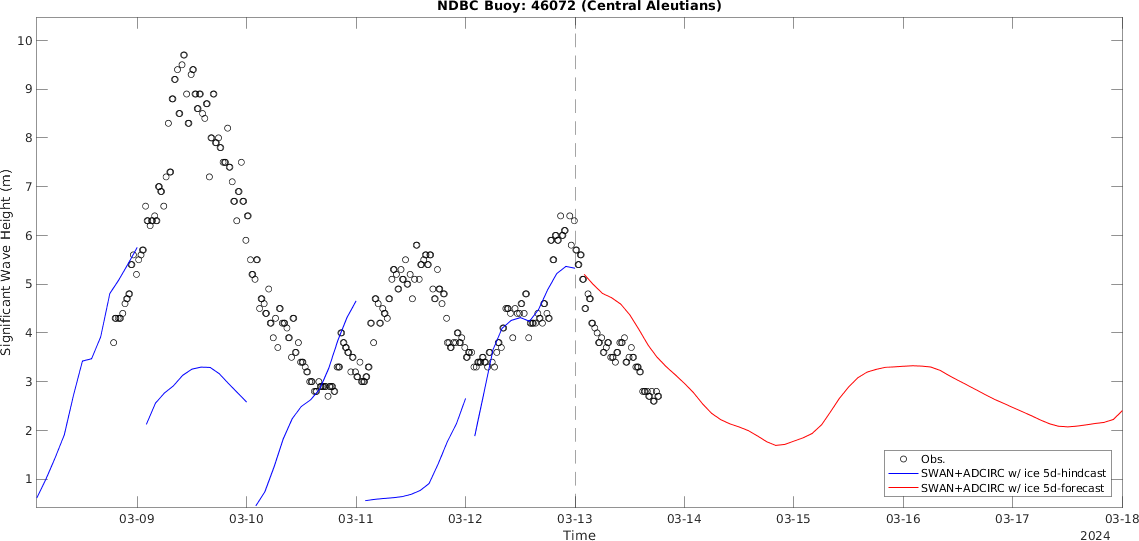 NDBC Buoy: 46072 (Central Aleutians)
10
9
8
7
6
5
4
3
2
1
Significant Wave Height (m)
03-09 03-10 03-11 03-12 03-13 03-14 03-15 03-16 03-17 03-18
Time
2024
Obs.
SWAN+ADCIRC w/ ice 5d-hindcast
SWAN+ADCIRC w/ ice 5d-forecast